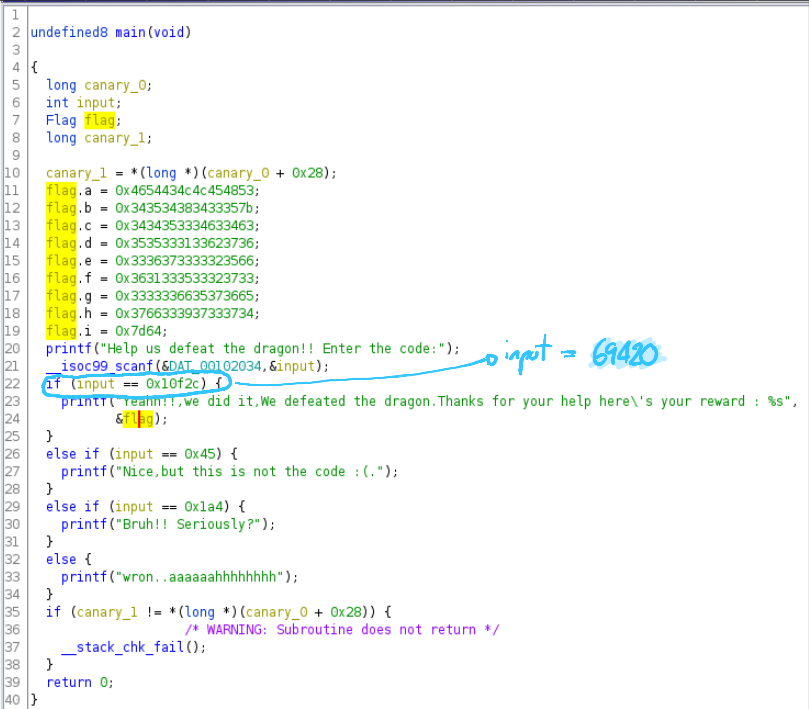 1
2 undefined8 main(void)
3
4 {
5 long canary_0;
6 int input;
7 Flag flag;
8 long canary_1;
9
10 canary_1 = *(long *)(canary_0 + 0x28);
11 flag.a = 0x4654434c4c454853;
12 flag.b = 0x343534383433357b;
13 flag.c = 0x3434353334633463;
14 flag.d = 0x3535333133623736;
15 flag.e = 0x3336373333323566;
16 flag.f = 0x3631333533323733;
17 flag.g = 0x3333336635373665;
18 flag.h = 0x3766333937333734;
19 flag.i = 0x7d64;
20 printf("Help us defeat the dragon!! Enter the code:");
21 __isoc99_scanf(&DAT_00102034,&input);
input = 69420
22 if (input == 0x10f2c) {
23 printf("Yeahh!!,we did it,We defeated the dragon.Thanks for your help here\'s your reward : %s",
24 &flag);
25 }
26 else if (input == 0x45) {
27 printf("Nice,but this is not the code :(.");
28 }
29 else if (input == 0x1a4) {
30 printf("Bruh!! Seriously?");
31 }
32 else {
33 printf("wron..aaaaaahhhhhhhh");
34 }
35 if (canary_1 != *(long *)(canary_0 + 0x28)) {
36 /* WARNING: Subroutine does not return */
37 __stack_chk_fail();
38 }
39 return 0;
40 }